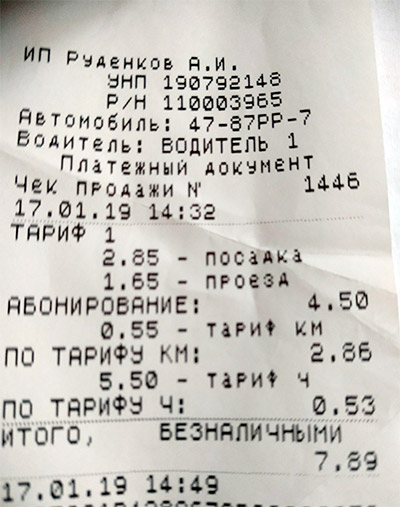 ИП Руденков А.И.
УНП 190792148
Р/Н 110003965
Автомобиль: 47-87РР-7
Водитель: ВОДИТЕЛЬ 1
Платежный документ
Чек продажи № 1446
17.01.19 14:32
ТАРИФ 1
2.85 - посадка
1.65 - проезд
АБОНИРОВАНИЕ: 4.50
0.55 - тариф км
ПО ТАРИФУ КМ: 2.86
5.50 - тариф ч
ПО ТАРИФУ Ч: 0.53
ИТОГО, БЕЗНАЛИЧНЫМИ
7.89
17.01.19 14:49